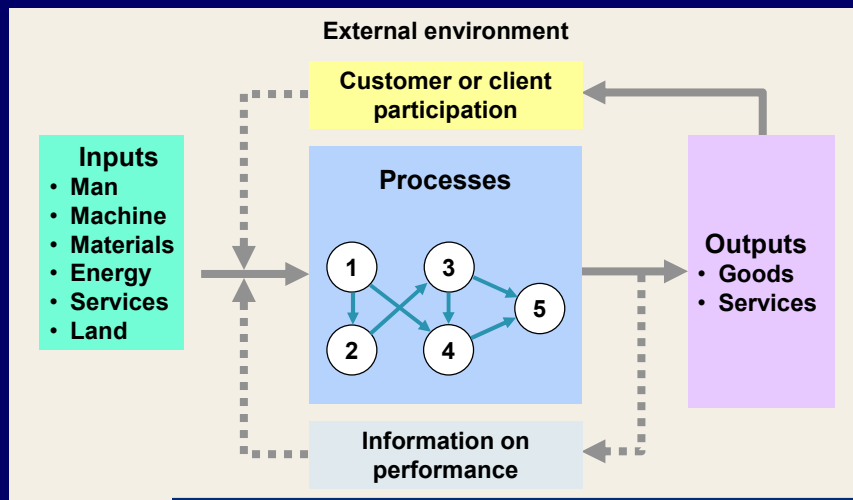 External environment
Customer or client
participation
Inputs
• Man
• Machine
• Materials
• Energy
• Services
• Land
Processes
1
3
5
2
4
Outputs
• Goods
• Services
Information on
performance